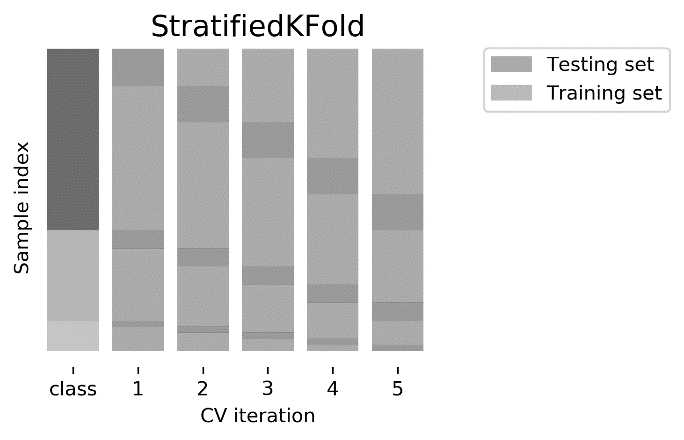 StratifiedKFold
Testing set
Training set
Sample index
class 1 2 3 4 5
CV iteration